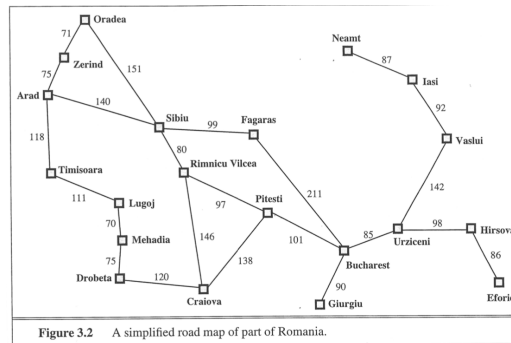 Oradea
71
Neamt
87
Zerind
151
Iasi
75
Arad
140
92
Sibiu
Fagaras
99
118
Vaslui
80
Rimnicu Vilcea
Timisoara
142
111
211
Lugoj
97
Pitesti
70
98
Hirsova
146
85
Mehadia
101
Urziceni
138
86
75
Bucharest
Drobeta
120
90
Craiova
Giurgiu
Eforie
Figure 3.2 A simplified road map of part of Romania.